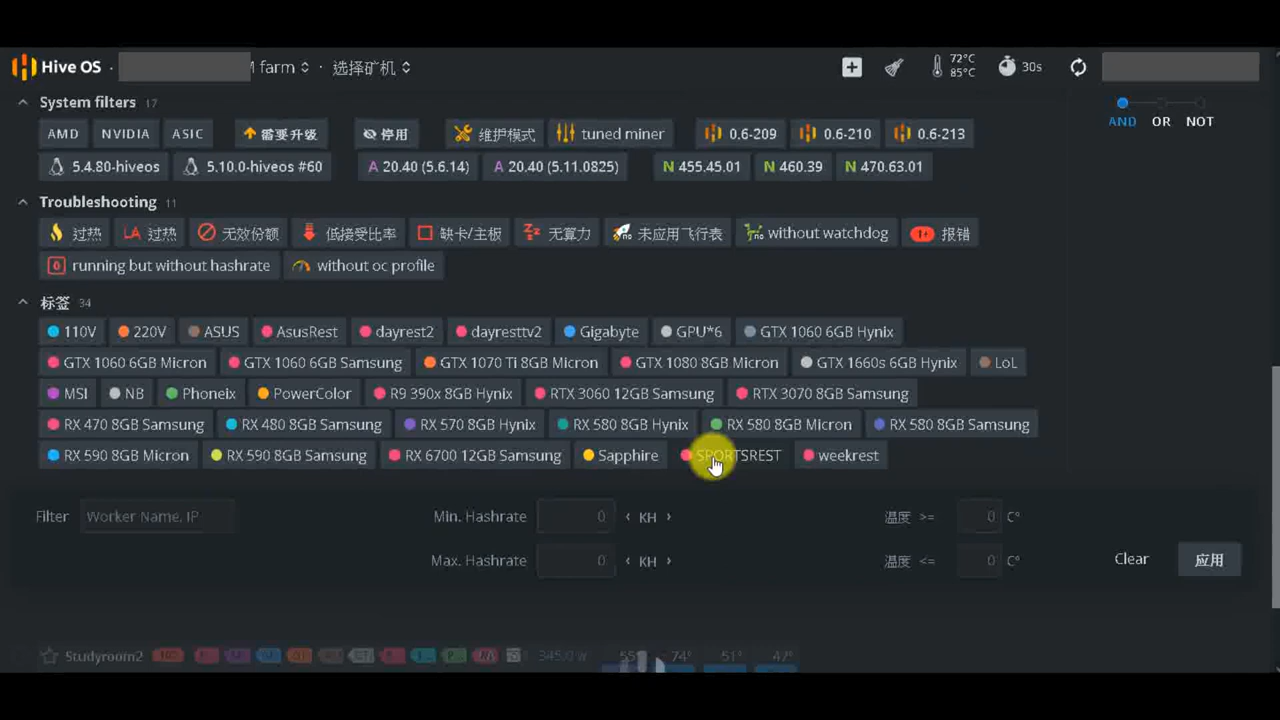 Hive OS · farm · 选择矿机 72°C 85°C 30s
System filters 17
AND OR NOT
AMD NVIDIA ASIC 需要升级 停用 维护模式 tuned miner 0.6-209 0.6-210 0.6-213
5.4.80-hiveos 5.10.0-hiveos #60 A 20.40 (5.6.14) A 20.40 (5.11.0825) N 455.45.01 N 460.39 N 470.63.01
Troubleshooting 11
过热 LA 过热 无效份额 低接受比率 缺卡/主板 无算力 未应用飞行表 without watchdog 报错
running but without hashrate without oc profile
标签 34
110V 220V ASUS AsusRest dayrest2 dayresttv2 Gigabyte GPU*6 GTX 1060 6GB Hynix
GTX 1060 6GB Micron GTX 1060 6GB Samsung GTX 1070 Ti 8GB Micron GTX 1080 8GB Micron GTX 1660s 6GB Hynix LoL
MSI NB Phoneix PowerColor R9 390x 8GB Hynix RTX 3060 12GB Samsung RTX 3070 8GB Samsung
RX 470 8GB Samsung RX 480 8GB Samsung RX 570 8GB Hynix RX 580 8GB Hynix RX 580 8GB Micron RX 580 8GB Samsung
RX 590 8GB Micron RX 590 8GB Samsung RX 6700 12GB Samsung Sapphire SPORTSREST weekrest
Filter Worker Name, IP Min. Hashrate 0 ‹ KH › 温度 >= 0 C°
Max. Hashrate 0 ‹ KH › 温度 <= 0 C° Clear 应用
Studyroom2 345.0 w 55° 74° 51° 47°